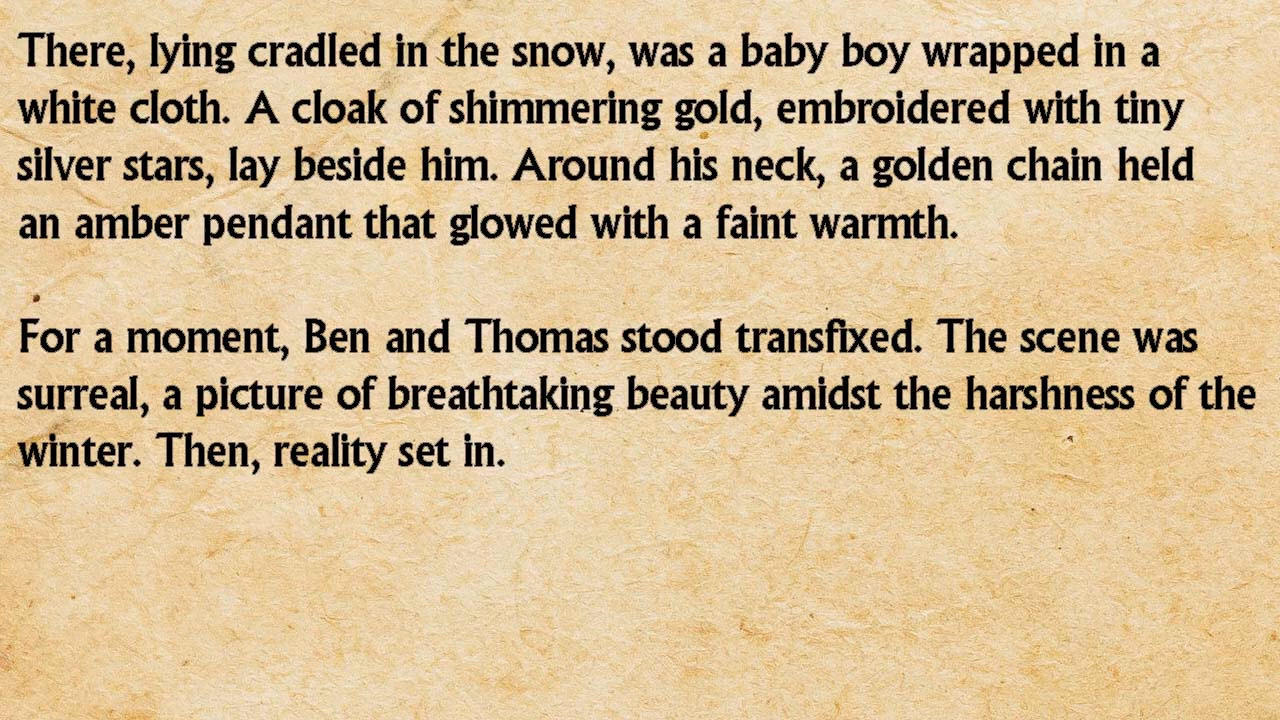 There, lying cradled in the snow, was a baby boy wrapped in a
white cloth. A cloak of shimmering gold, embroidered with tiny
silver stars, lay beside him. Around his neck, a golden chain held
an amber pendant that glowed with a faint warmth.
For a moment, Ben and Thomas stood transfixed. The scene was
surreal, a picture of breathtaking beauty amidst the harshness of the
winter. Then, reality set in.